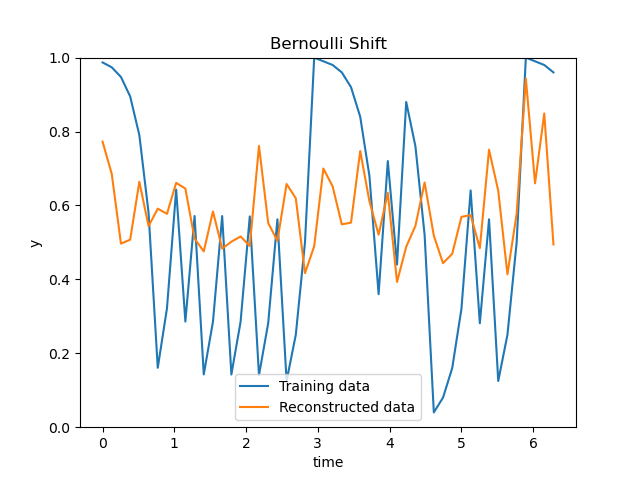 Bernoulli Shift
1.0
0.8
0.6
0.4
0.2
0.0
y
Training data
Reconstructed data
0 1 2 3 4 5 6
time